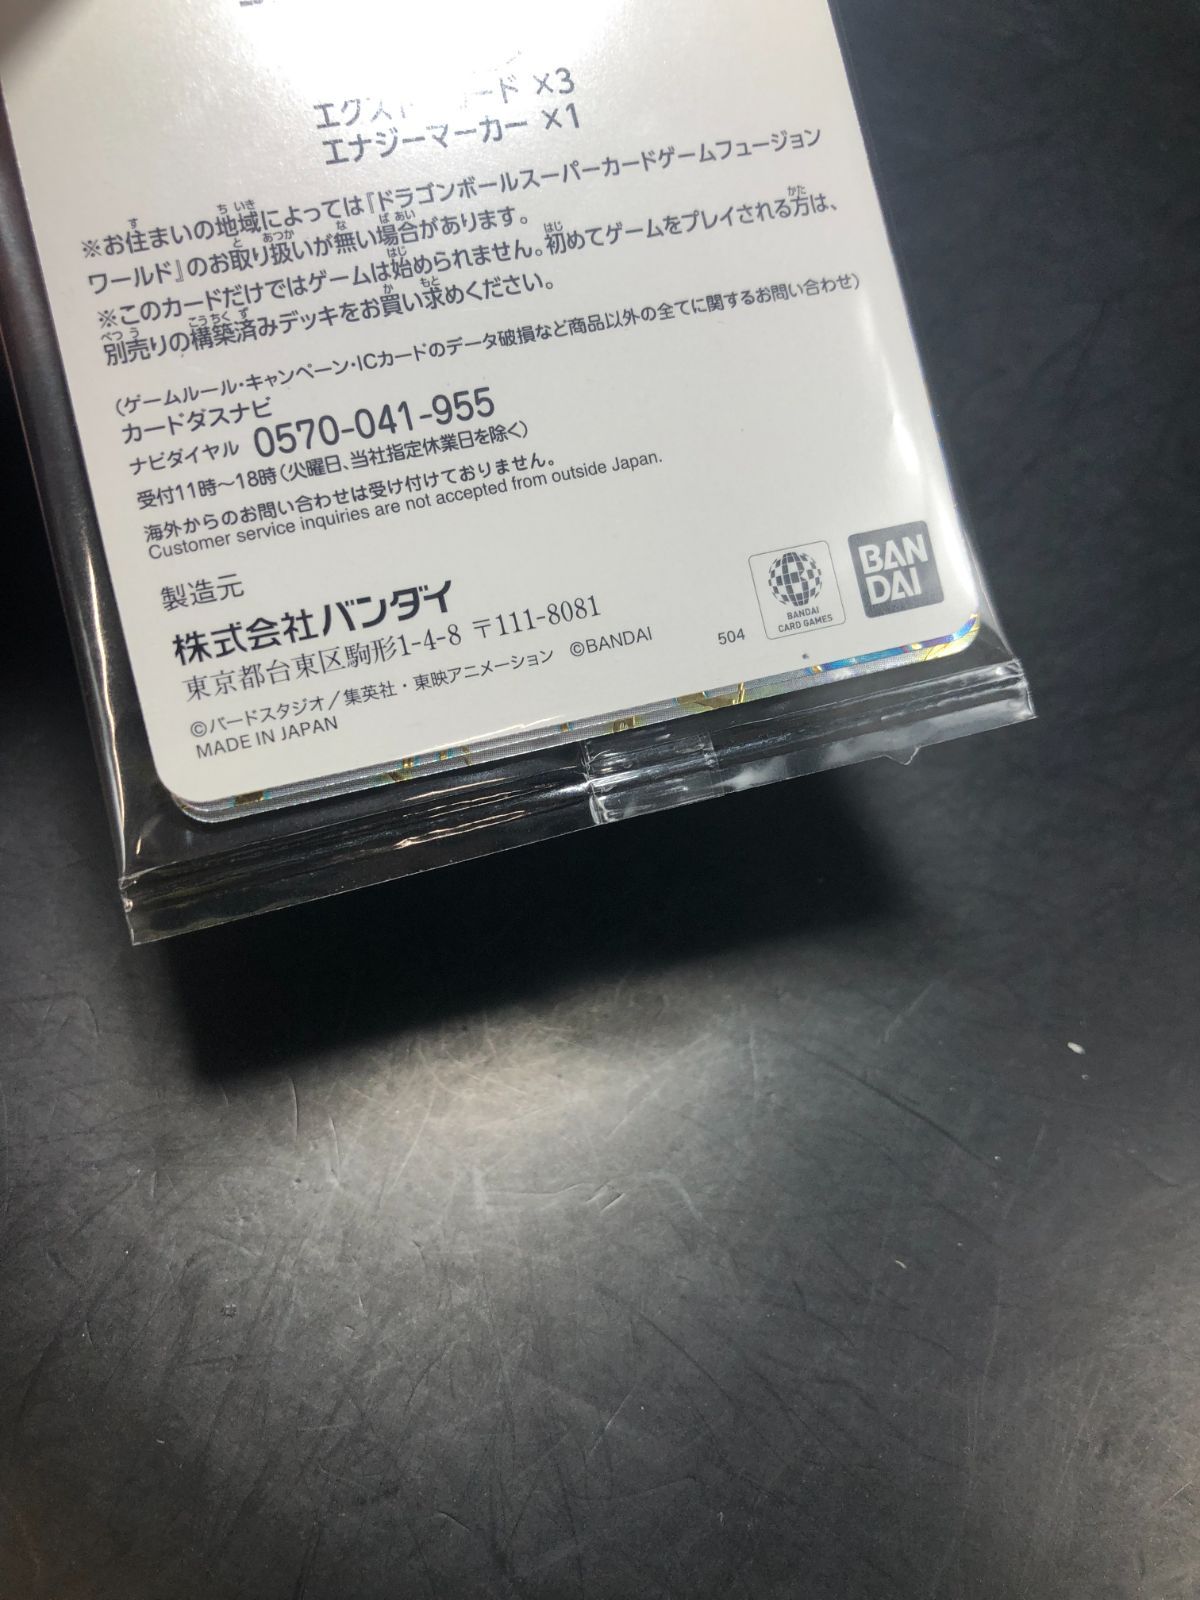 エクストラカード ×3
エナジーマーカー ×1
※お住まいの地域によっては『ドラゴンボールスーパーカードゲームフュージョン
ワールド』のお取り扱いが無い場合があります。
※このカードだけではゲームは始められません。初めてゲームをプレイされる方は、
別売りの構築済みデッキをお買い求めください。
(ゲームルール・キャンペーン・ICカードのデータ破損など商品以外の全てに関するお問い合わせ)
カードダスナビ
ナビダイヤル 0570-041-955
受付11時〜18時(火曜日、当社指定休業日を除く)
海外からのお問い合わせは受け付けておりません。
Customer service inquiries are not accepted from outside Japan.
製造元
株式会社バンダイ
東京都台東区駒形1-4-8 〒111-8081
©バードスタジオ/集英社・東映アニメーション ©BANDAI 504
MADE IN JAPAN
BANDAI
CARD GAMES
BAN
DAI